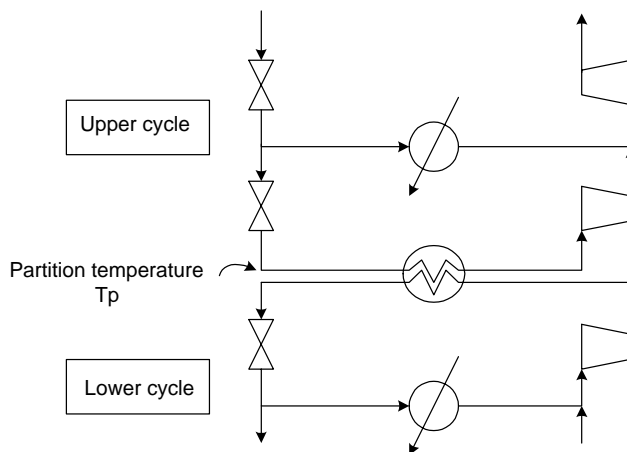 Upper cycle
Partition temperature
Tp
Lower cycle